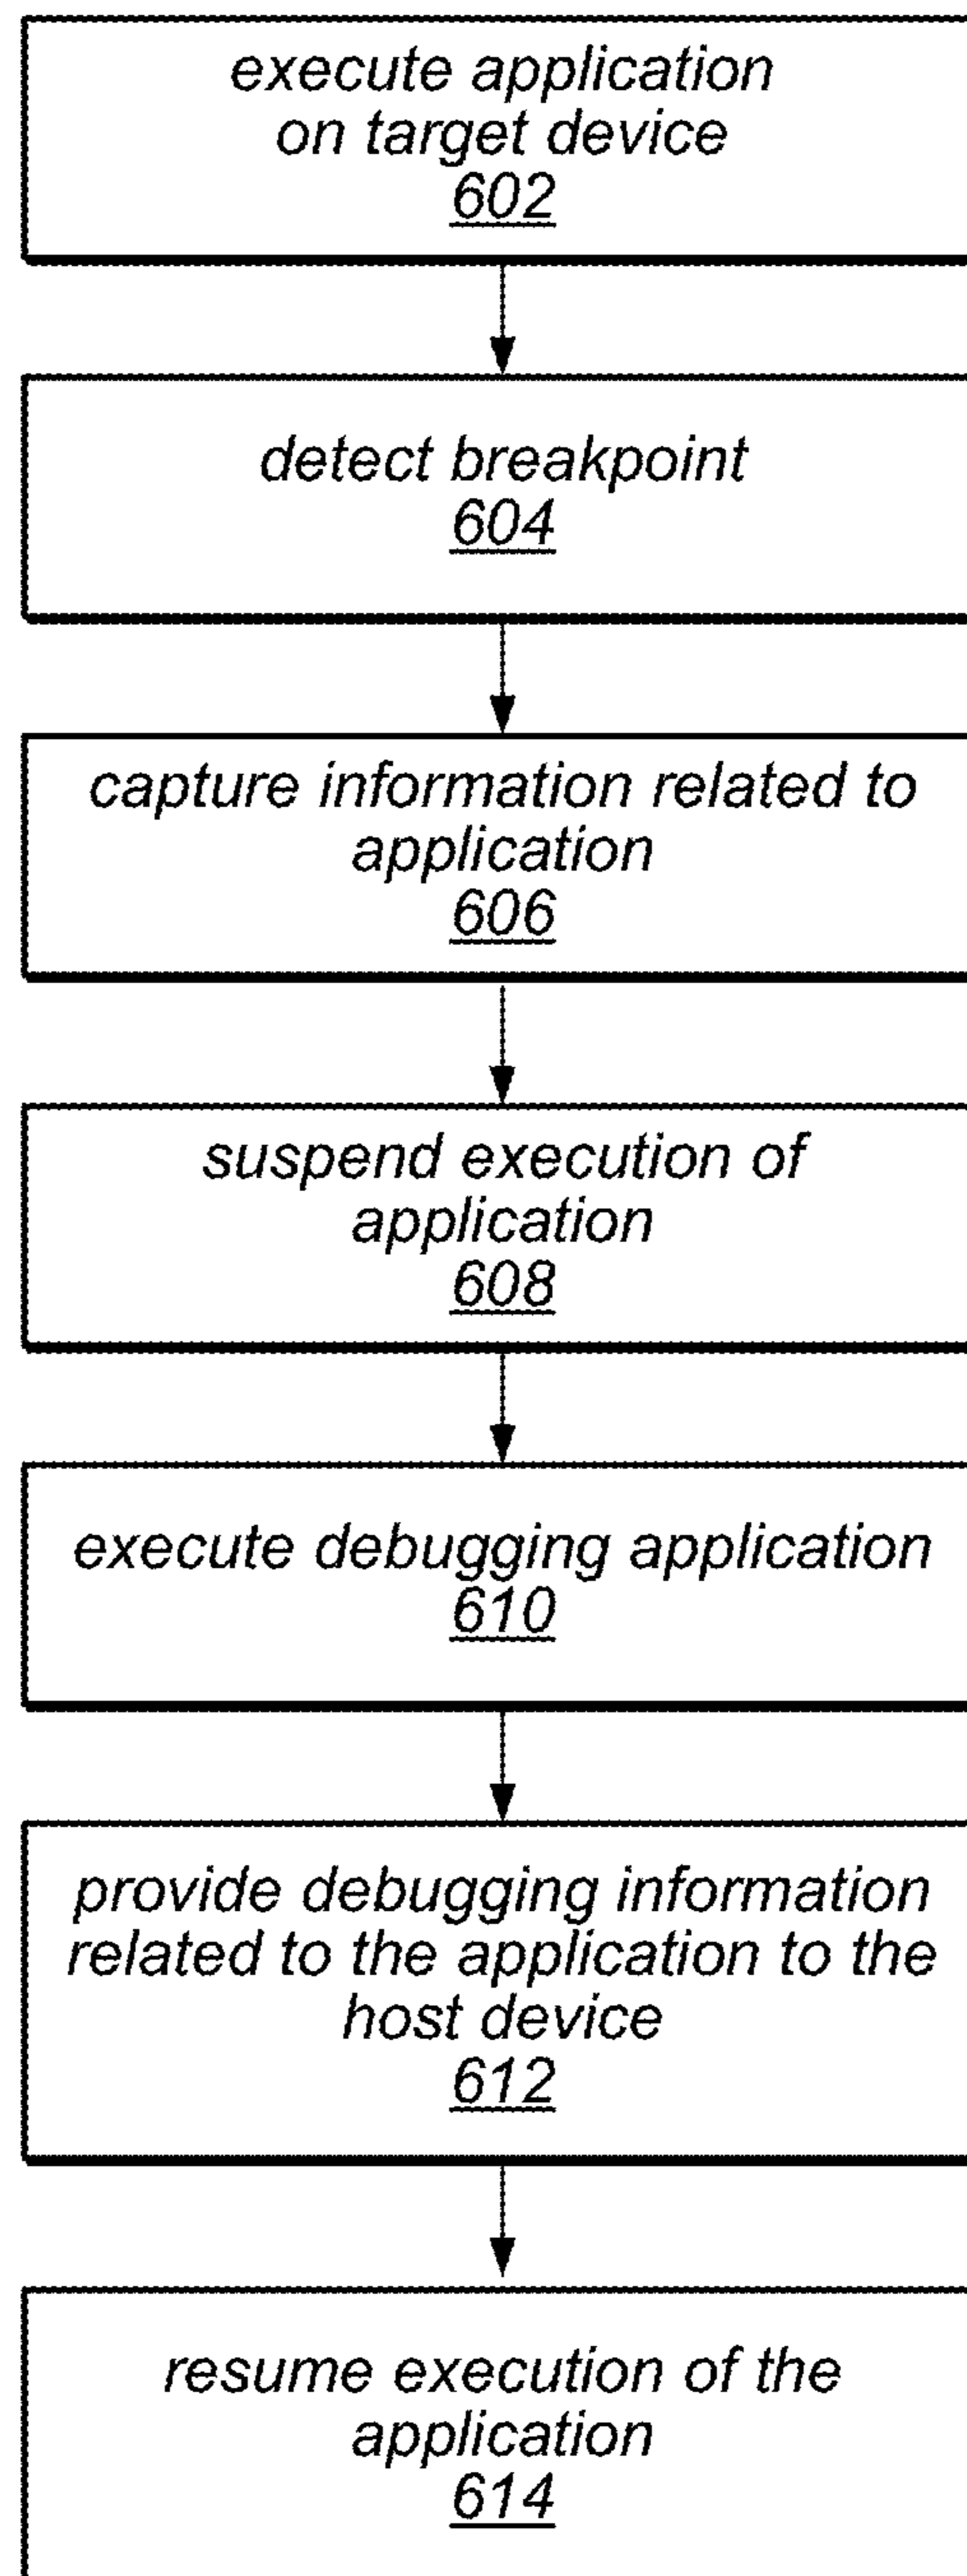 execute application
on target device
602
detect breakpoint
604
capture information related to
application
606
suspend execution of
application
608
execute debugging application
610
provide debugging information
related to the application to the
host device
612
resume execution of the
application
614